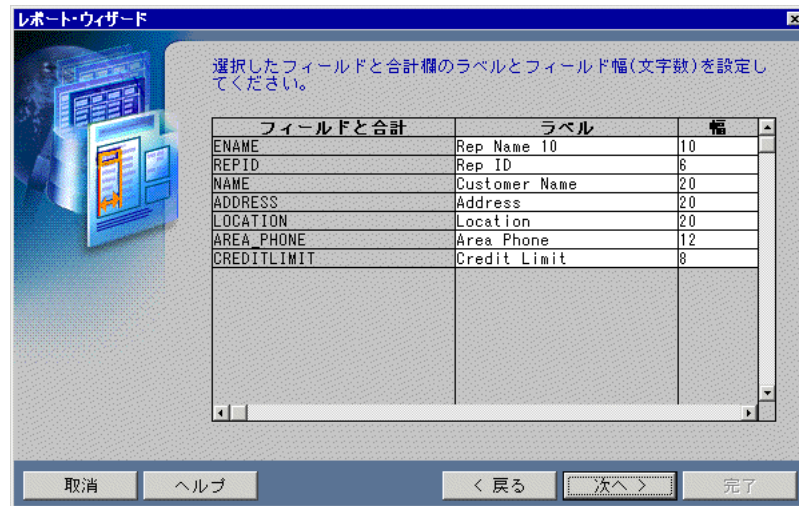 レポート・ウィザード
選択したフィールドと合計欄のラベルとフィールド幅(文字数)を設定し
てください。
フィールドと合計 ラベル 幅
ENAME Rep Name 10 10
REPID Rep ID 6
NAME Customer Name 20
ADDRESS Address 20
LOCATION Location 20
AREA_PHONE Area Phone 12
CREDITLIMIT Credit Limit 8
取消 ヘルプ < 戻る 次へ > 完了